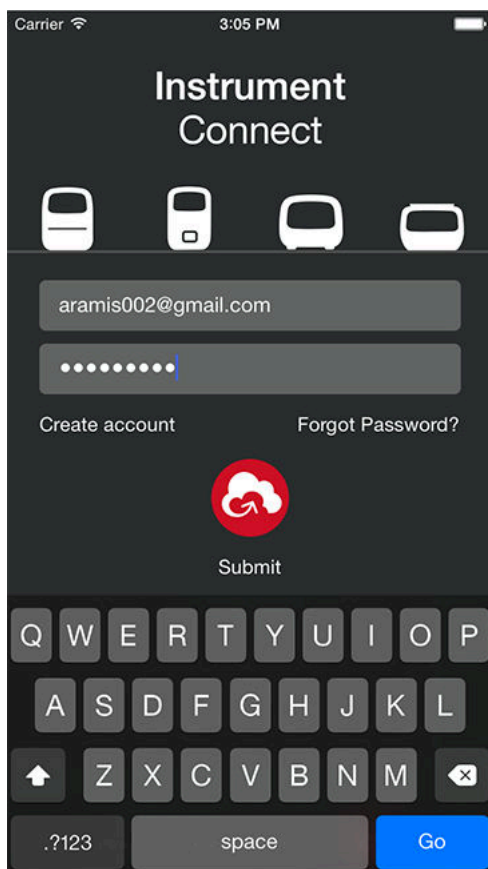 Carrier 3:05 PM
Instrument
Connect
aramis002@gmail.com
●●●●●●●●●
Create account Forgot Password?
Submit
Q W E R T Y U I O P
A S D F G H J K L
Z X C V B N M
.?123 space Go